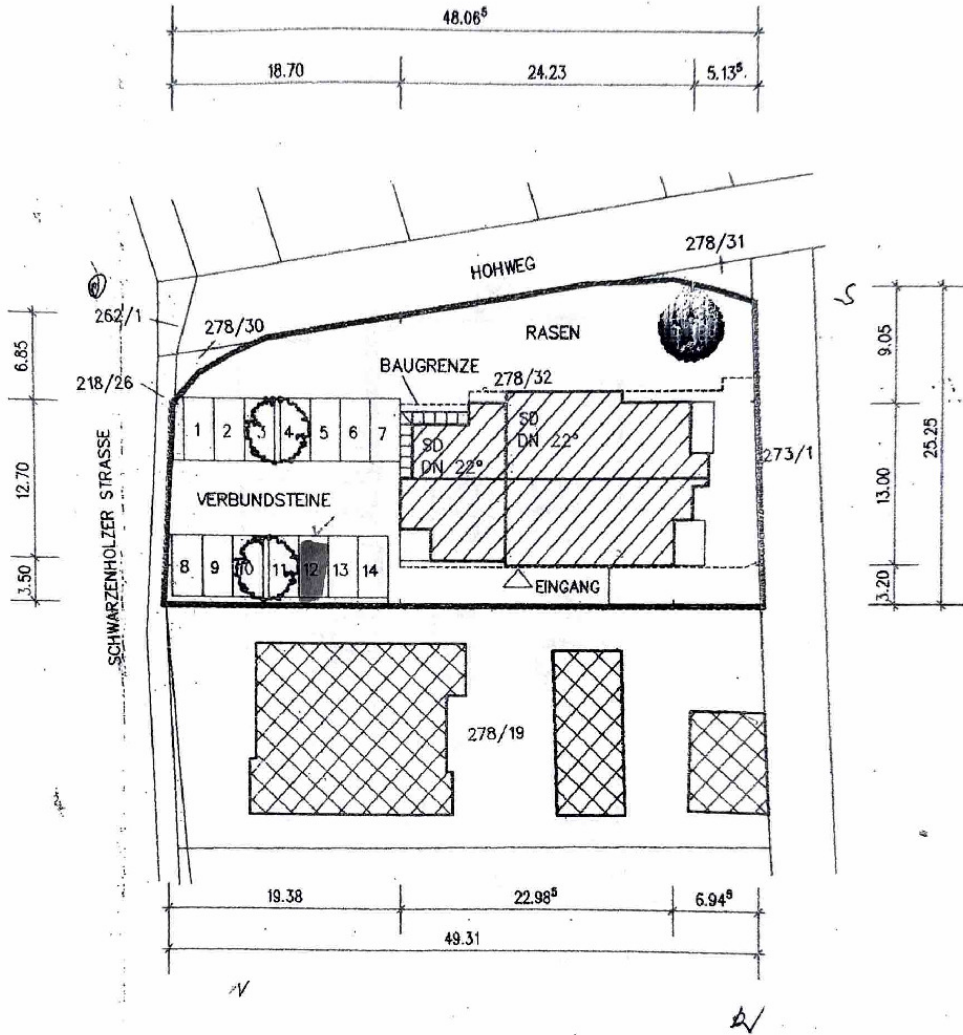 48.06⁵
18.70 24.23 5.13⁵
278/31
HOHWEG
262/1
278/30
RASEN
6.85
9.05
BAUGRENZE
218/26
278/32
1 2 3 4 5 6 7
SD
DN 22°
SD
DN 22°
273/1
25.25
12.70
13.00
SCHWARZENHOLZER STRASSE
VERBUNDSTEINE
8 9 10 11 12 13 14
EINGANG
3.50
3.20
278/19
19.38 22.98⁵ 6.94⁵
49.31